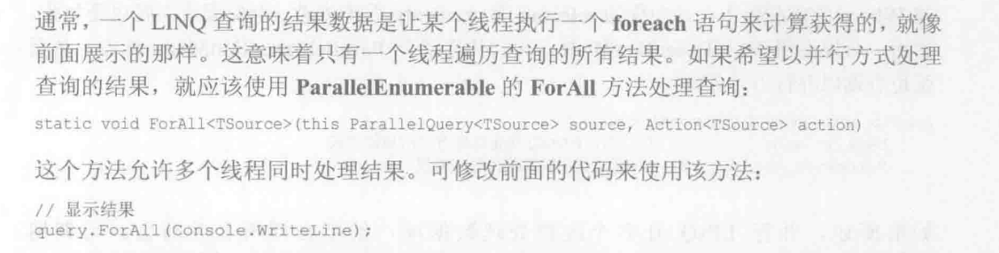 通常，一个 LINQ 查询的结果数据是让某个线程执行一个 foreach 语句来计算获得的，就像
前面展示的那样。这意味着只有一个线程遍历查询的所有结果。如果希望以并行方式处理
查询的结果，就应该使用 ParallelEnumerable 的 ForAll 方法处理查询：
static void ForAll<TSource>(this ParallelQuery<TSource> source, Action<TSource> action)
这个方法允许多个线程同时处理结果。可修改前面的代码来使用该方法：
// 显示结果
query.ForAll(Console.WriteLine);